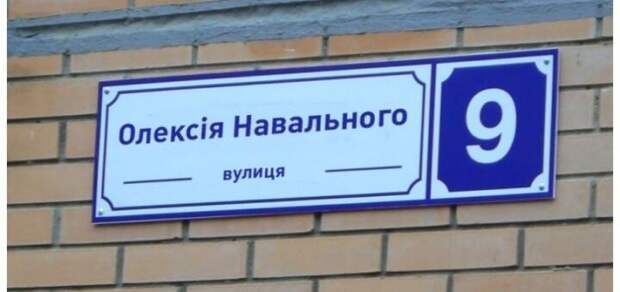 Олексія Навального
вулиця
9